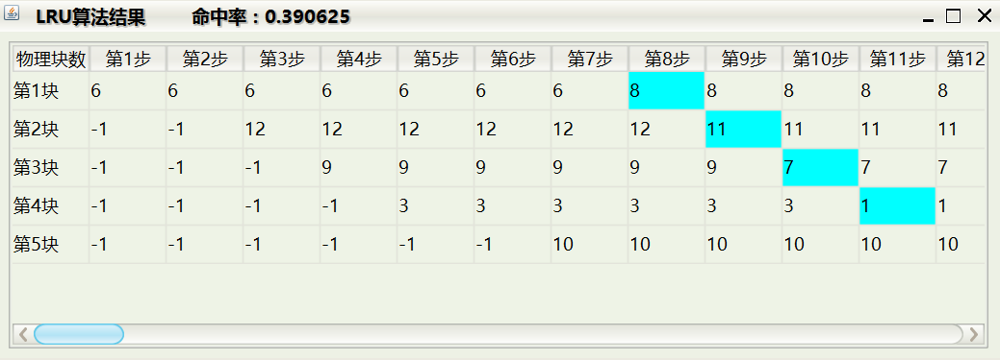 LRU算法结果 命中率：0.390625
物理块数 第1步 第2步 第3步 第4步 第5步 第6步 第7步 第8步 第9步 第10步 第11步 第12
第1块 6 6 6 6 6 6 6 8 8 8 8 8
第2块 -1 -1 12 12 12 12 12 12 11 11 11 11
第3块 -1 -1 -1 9 9 9 9 9 9 7 7 7
第4块 -1 -1 -1 -1 3 3 3 3 3 3 1 1
第5块 -1 -1 -1 -1 -1 -1 10 10 10 10 10 10